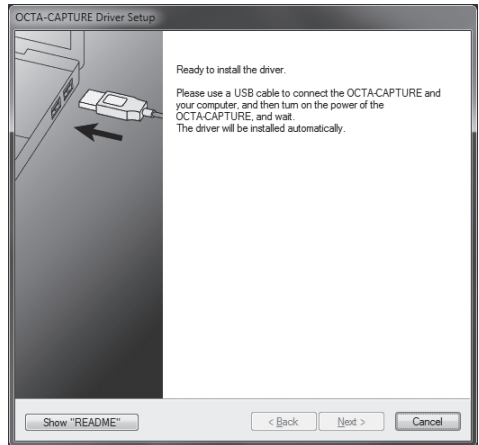 OCTA-CAPTURE Driver Setup
Ready to install the driver.
Please use a USB cable to connect the OCTA-CAPTURE and
your computer, and then turn on the power of the
OCTA-CAPTURE, and wait.
The driver will be installed automatically.
Show "README"
< Back
Next >
Cancel